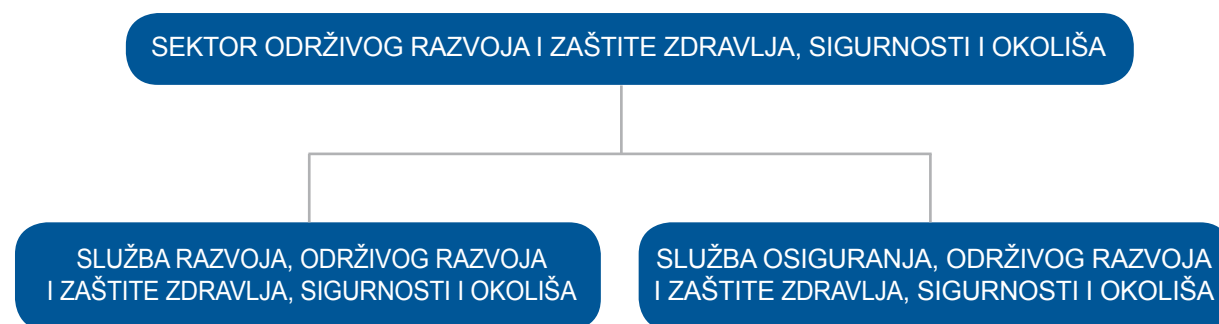 SEKTOR ODRŽIVOG RAZVOJA I ZAŠTITE ZDRAVLJA, SIGURNOSTI I OKOLIŠA
SLUŽBA RAZVOJA, ODRŽIVOG RAZVOJA
I ZAŠTITE ZDRAVLJA, SIGURNOSTI I OKOLIŠA
SLUŽBA OSIGURANJA, ODRŽIVOG RAZVOJA
I ZAŠTITE ZDRAVLJA, SIGURNOSTI I OKOLIŠA